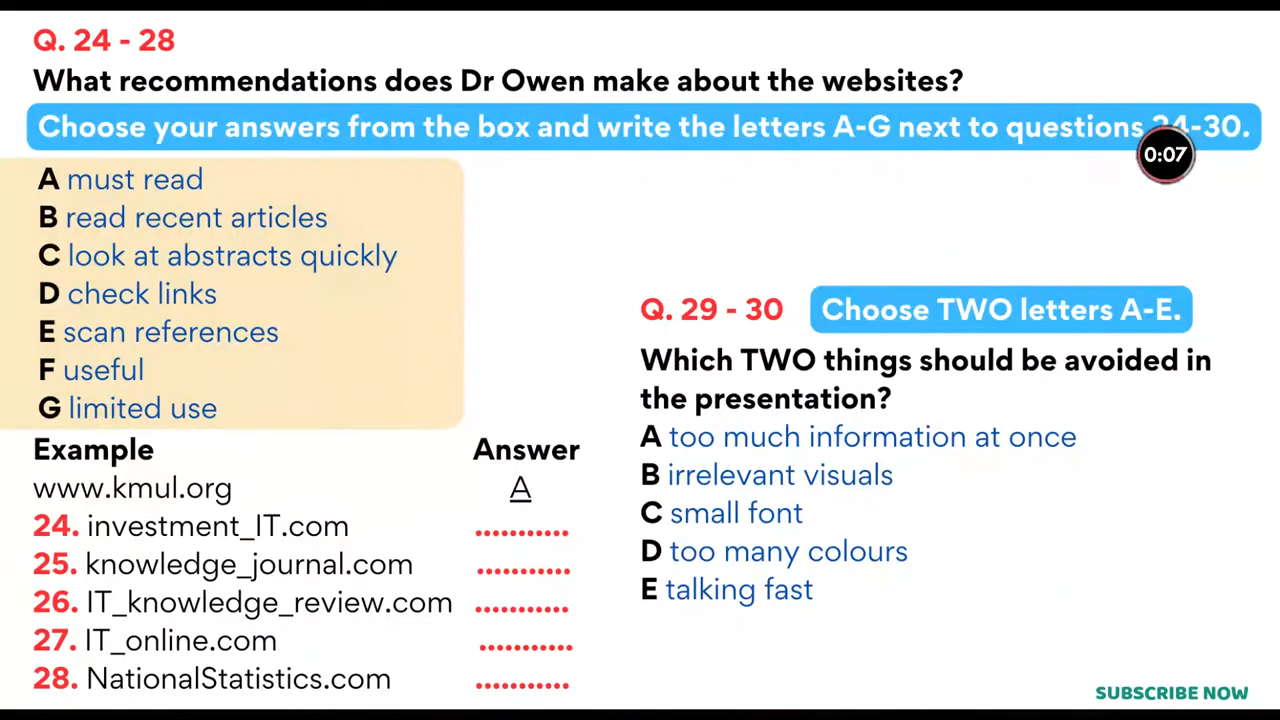 Q. 24 - 28
What recommendations does Dr Owen make about the websites?
Choose your answers from the box and write the letters A-G next to questions 24-30.
0:07
A must read
B read recent articles
C look at abstracts quickly
D check links
E scan references
F useful
G limited use
Example Answer
www.kmul.org A
24. investment_IT.com ...........
25. knowledge_journal.com ...........
26. IT_knowledge_review.com ...........
27. IT_online.com ...........
28. NationalStatistics.com ...........
Q. 29 - 30 Choose TWO letters A-E.
Which TWO things should be avoided in
the presentation?
A too much information at once
B irrelevant visuals
C small font
D too many colours
E talking fast
SUBSCRIBE NOW